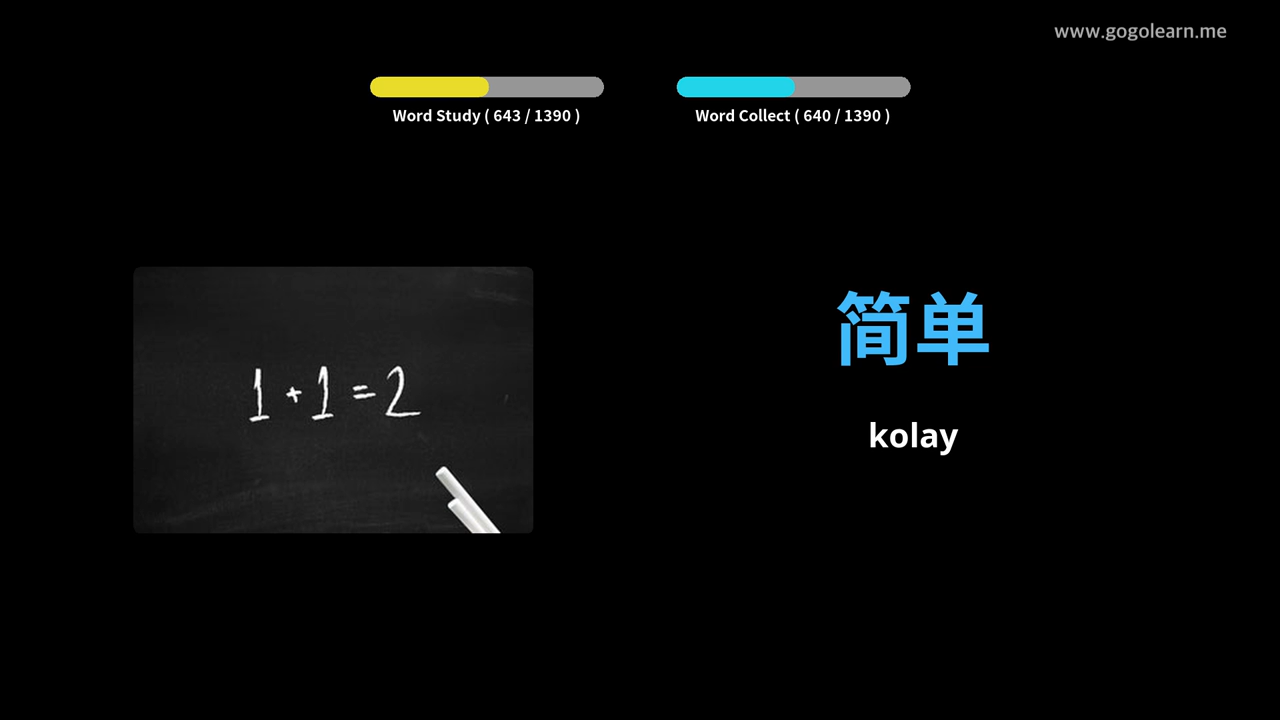 www.gogolearn.me
Word Study ( 643 / 1390 )
Word Collect ( 640 / 1390 )
1 + 1 = 2
简单
kolay